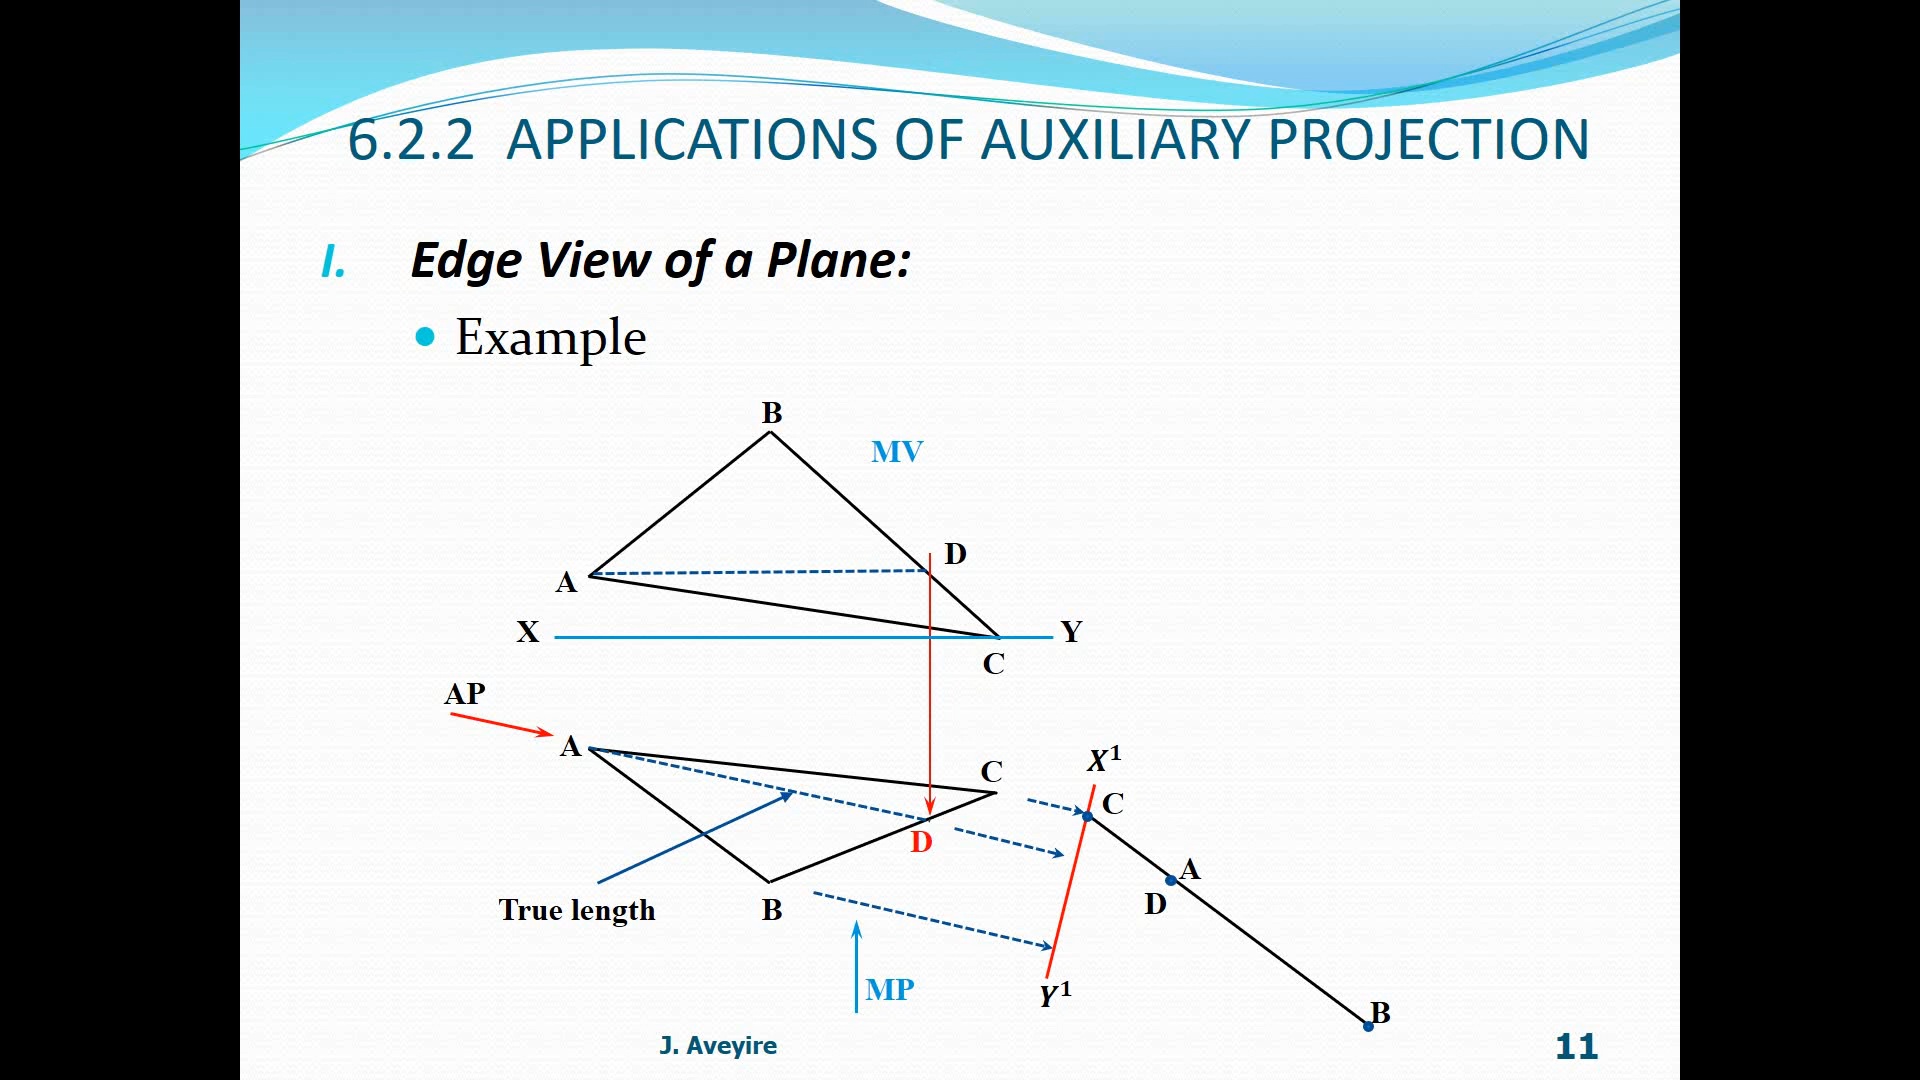 6.2.2 APPLICATIONS OF AUXILIARY PROJECTION
I. Edge View of a Plane:
Example
B
MV
D
A
X
Y
C
AP
A
X¹
C
C
D
A
D
True length
B
MP
Y¹
B
J. Aveyire
11